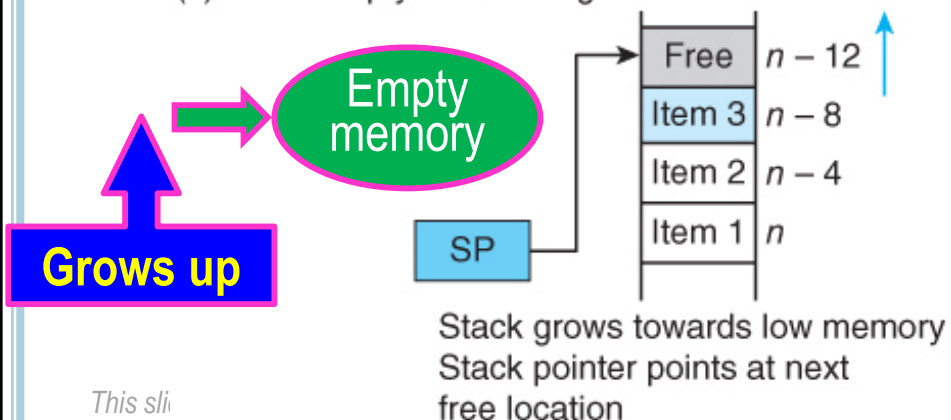 Free n – 12
Empty
memory
Item 3 n – 8
Item 2 n – 4
Item 1 n
SP
Grows up
Stack grows towards low memory
Stack pointer points at next
free location
This